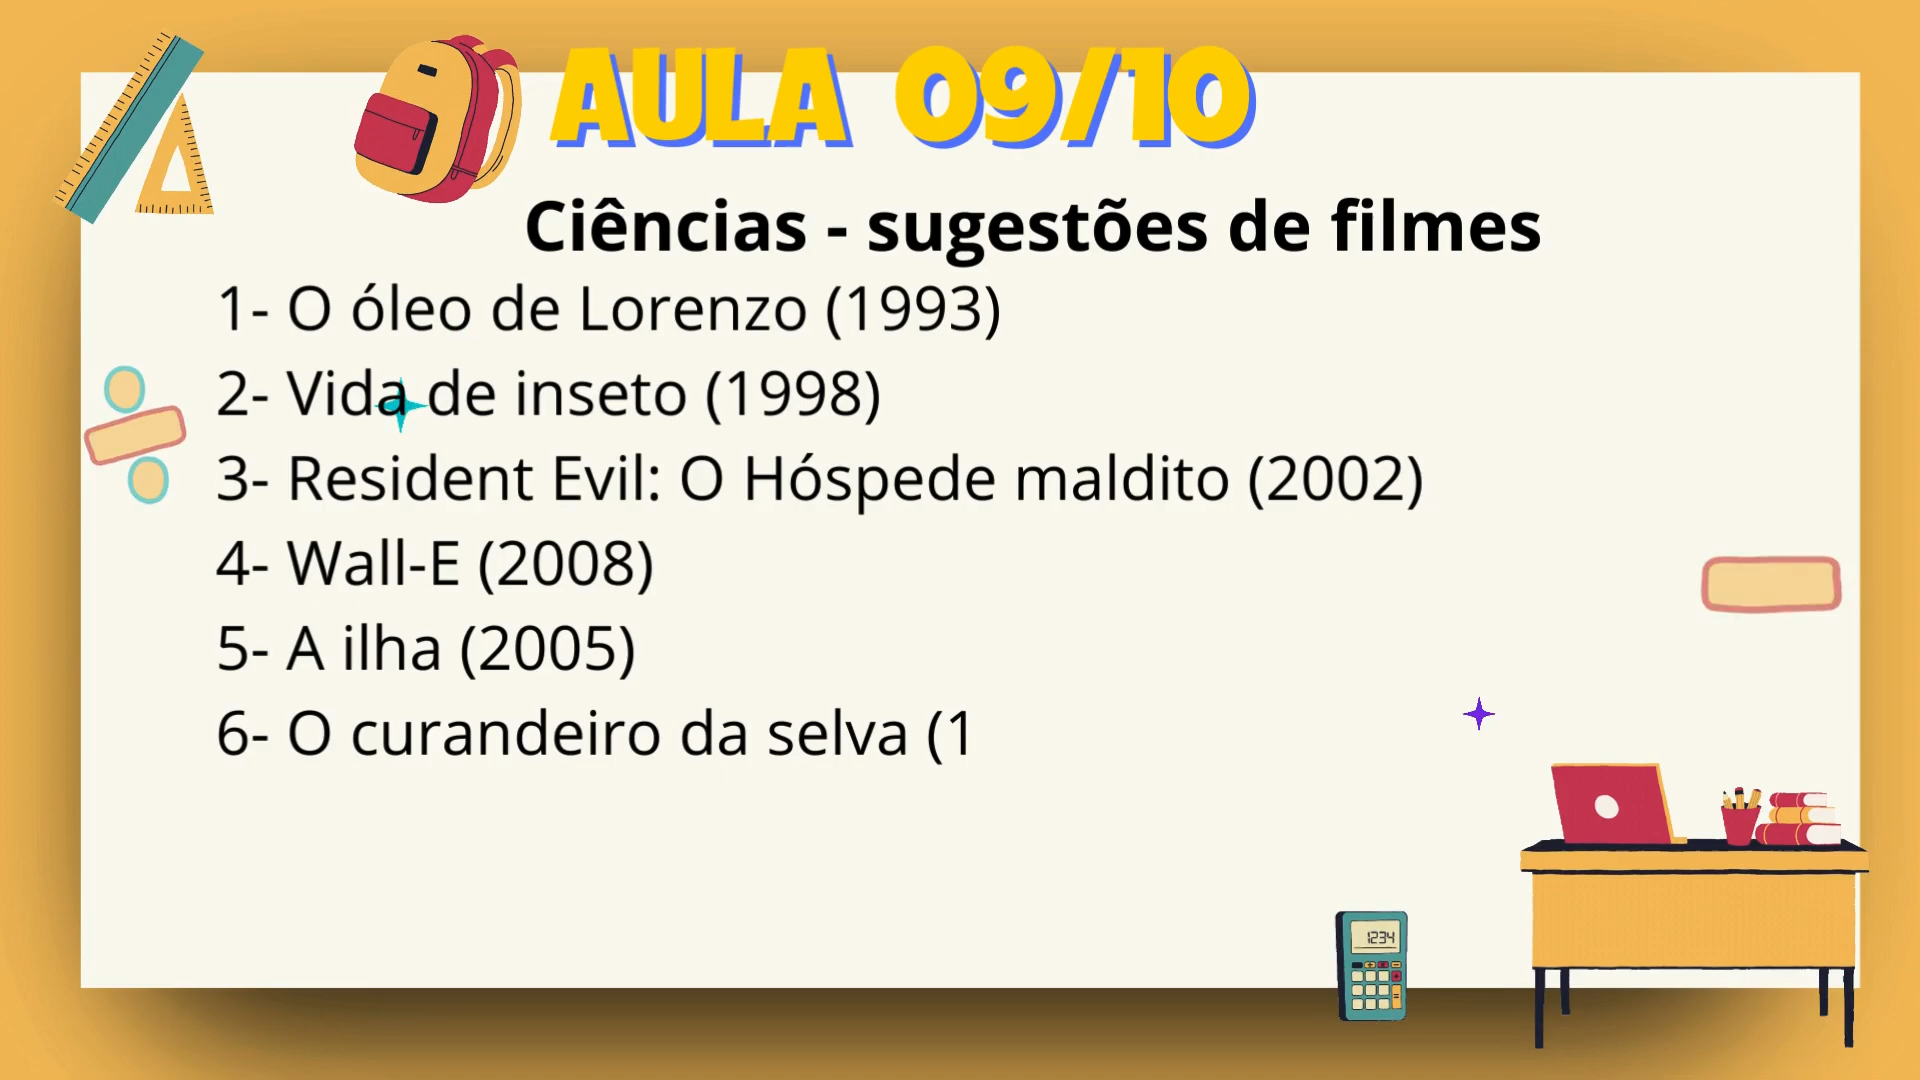 AULA 09/10
Ciências - sugestões de filmes
1- O óleo de Lorenzo (1993)
2- Vida de inseto (1998)
3- Resident Evil: O Hóspede maldito (2002)
4- Wall-E (2008)
5- A ilha (2005)
6- O curandeiro da selva (1
1234